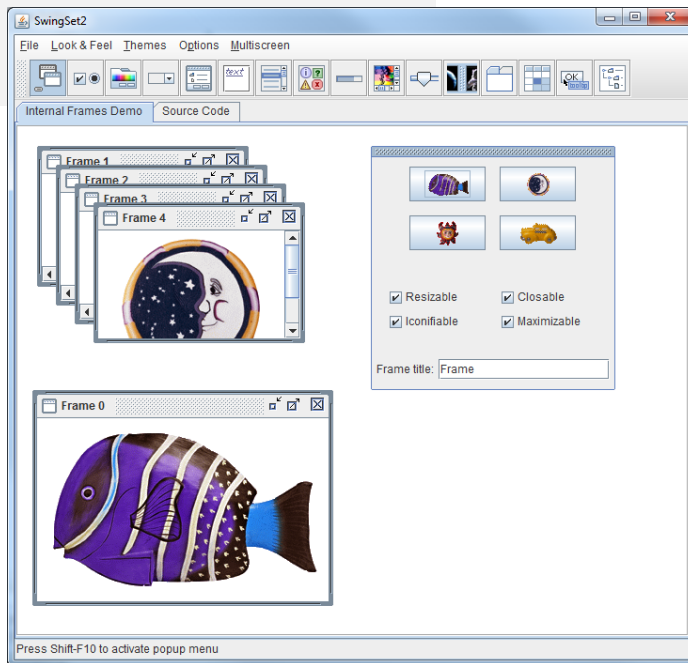 SwingSet2
File Look & Feel Themes Options Multiscreen
text
OK
Internal Frames Demo Source Code
Frame 1
Frame 2
Frame 3
Frame 4
Resizable Closable
Iconifiable Maximizable
Frame title: Frame
Frame 0
Press Shift-F10 to activate popup menu